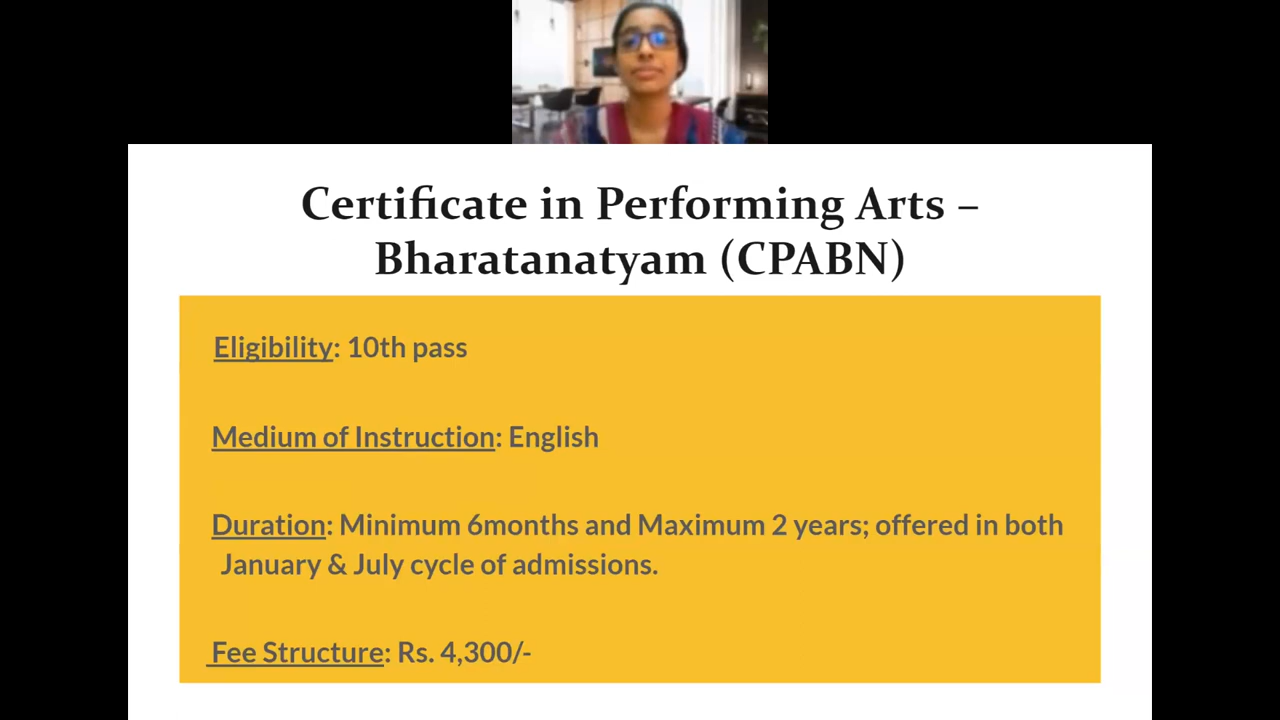 Certificate in Performing Arts –
Bharatanatyam (CPABN)
Eligibility: 10th pass
Medium of Instruction: English
Duration: Minimum 6months and Maximum 2 years; offered in both
January & July cycle of admissions.
Fee Structure: Rs. 4,300/-